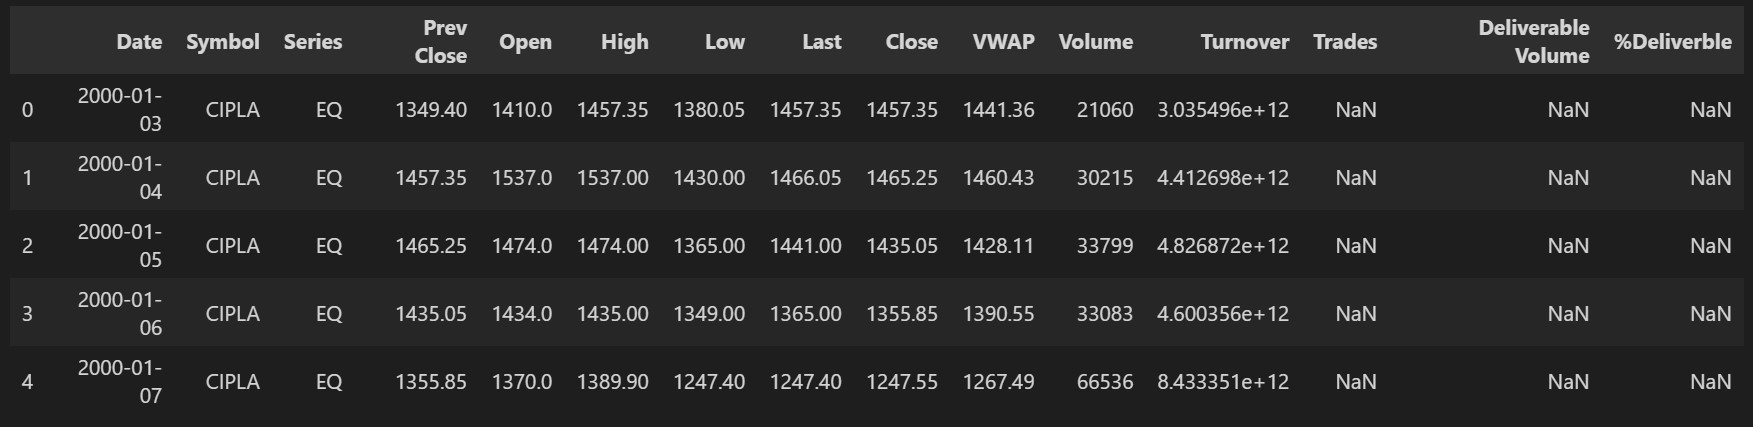 Date Symbol Series Prev Close Open High Low Last Close VWAP Volume Turnover Trades Deliverable Volume %Deliverble
0 2000-01-03 CIPLA EQ 1349.40 1410.0 1457.35 1380.05 1457.35 1457.35 1441.36 21060 3.035496e+12 NaN NaN NaN
1 2000-01-04 CIPLA EQ 1457.35 1537.0 1537.00 1430.00 1466.05 1465.25 1460.43 30215 4.412698e+12 NaN NaN NaN
2 2000-01-05 CIPLA EQ 1465.25 1474.0 1474.00 1365.00 1441.00 1435.05 1428.11 33799 4.826872e+12 NaN NaN NaN
3 2000-01-06 CIPLA EQ 1435.05 1434.0 1435.00 1349.00 1365.00 1355.85 1390.55 33083 4.600356e+12 NaN NaN NaN
4 2000-01-07 CIPLA EQ 1355.85 1370.0 1389.90 1247.40 1247.40 1247.55 1267.49 66536 8.433351e+12 NaN NaN NaN